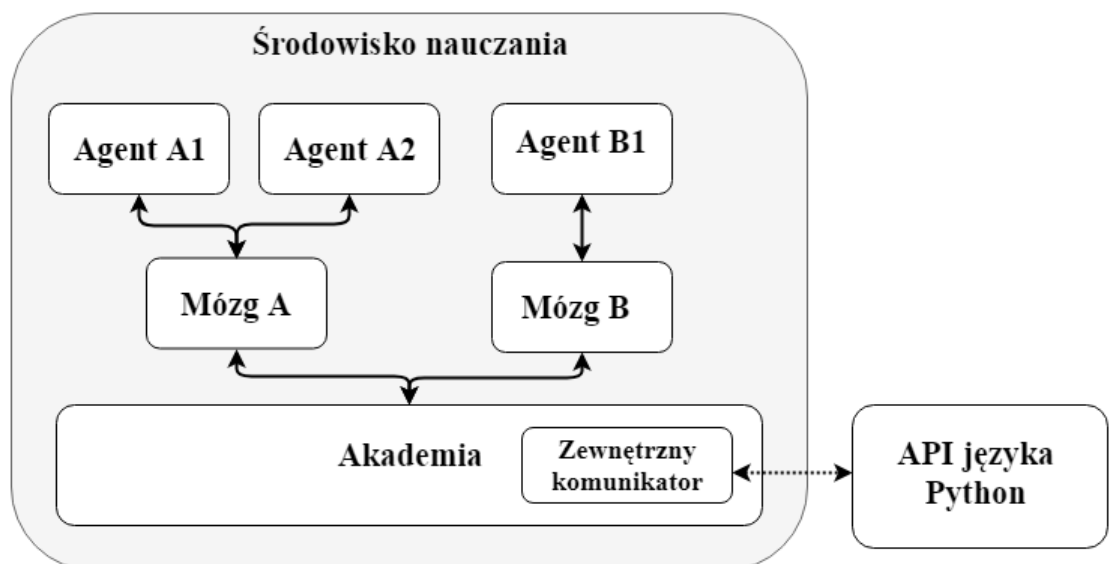 Środowisko nauczania
Agent A1
Agent A2
Agent B1
Mózg A
Mózg B
Akademia
Zewnętrzny
komunikator
API języka
Python